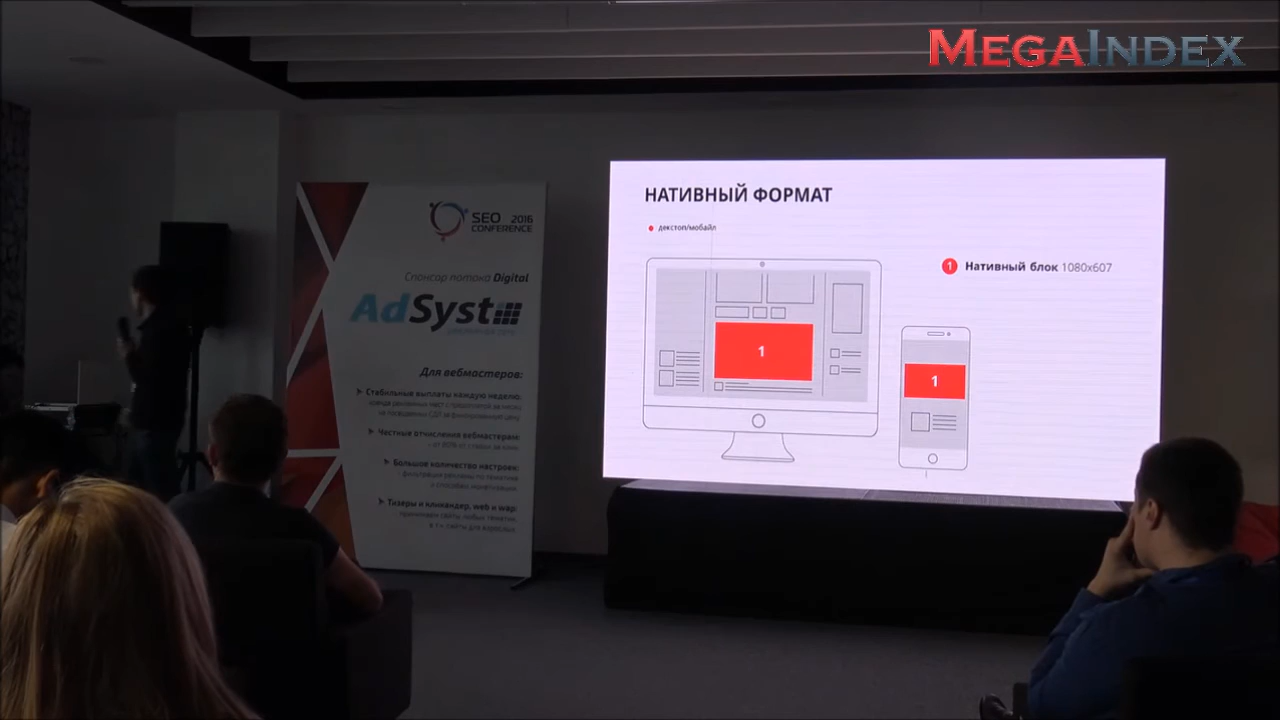 MEGAINDEX
НАТИВНЫЙ ФОРМАТ
декстоп/мобайл
1 Нативный блок 1080x607
1
1
SEO 2016
CONFERENCE
Спонсор потока Digital
AdSyst
Для вебмастеров:
Стабильные выплаты каждую неделю:
Честные отчисления вебмастерам:
Большое количество настроек:
Тизеры и кликандер, web и wap: